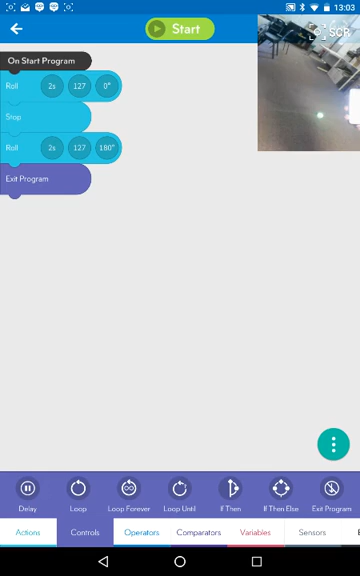 13:03
Start
SCR
On Start Program
Roll 2s 127 0°
Stop
Roll 2s 127 180°
Exit Program
Delay Loop Loop Forever Loop Until If Then If Then Else Exit Program
Actions Controls Operators Comparators Variables Sensors